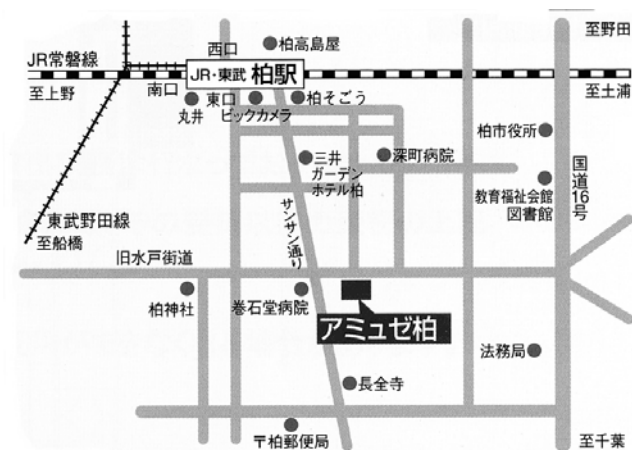 至野田
西口
柏高島屋
JR常磐線
JR・東武 柏駅
至上野
南口
東口
至土浦
丸井
ビックカメラ
柏そごう
柏市役所
三井
ガーデン
ホテル柏
深町病院
国道16号
教育福祉会館
図書館
サンサン通り
東武野田線
至船橋
旧水戸街道
柏神社
巻石堂病院
アミュゼ柏
法務局
長全寺
〒柏郵便局
至千葉